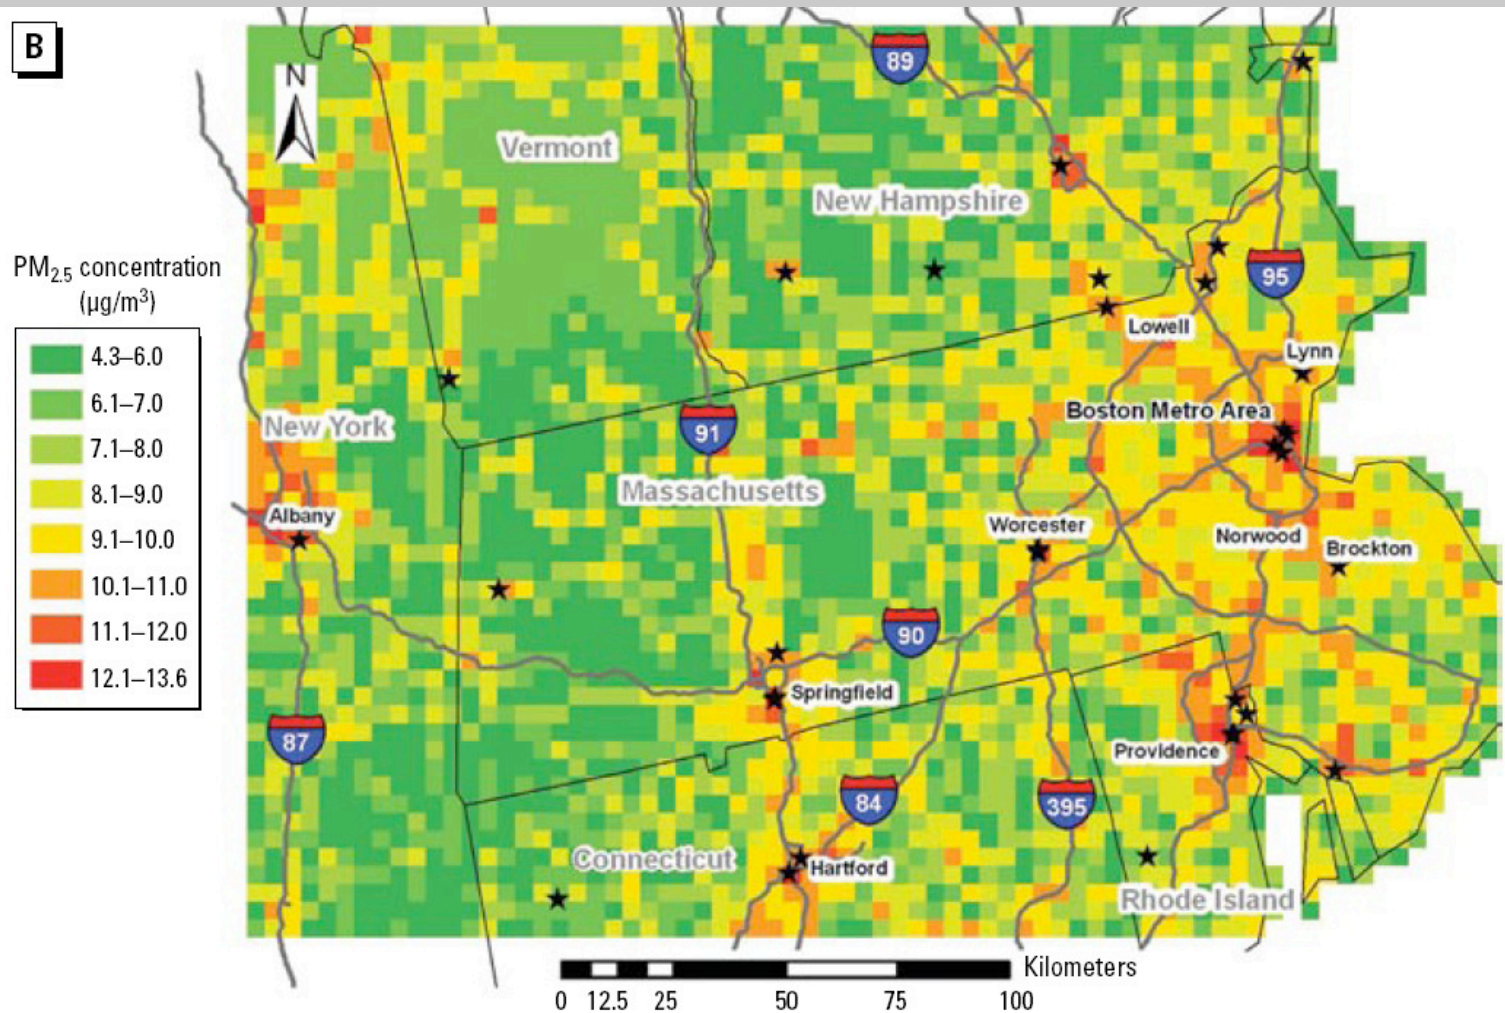 B
N
89
Vermont
New Hampshire
PM2.5 concentration
(µg/m³)
95
4.3–6.0
6.1–7.0
7.1–8.0
8.1–9.0
9.1–10.0
10.1–11.0
11.1–12.0
12.1–13.6
Lowell
Lynn
Boston Metro Area
New York
91
Massachusetts
Albany
Worcester
Norwood
Brockton
90
Springfield
87
Providence
84
395
Connecticut
Hartford
Rhode Island
Kilometers
0 12.5 25 50 75 100